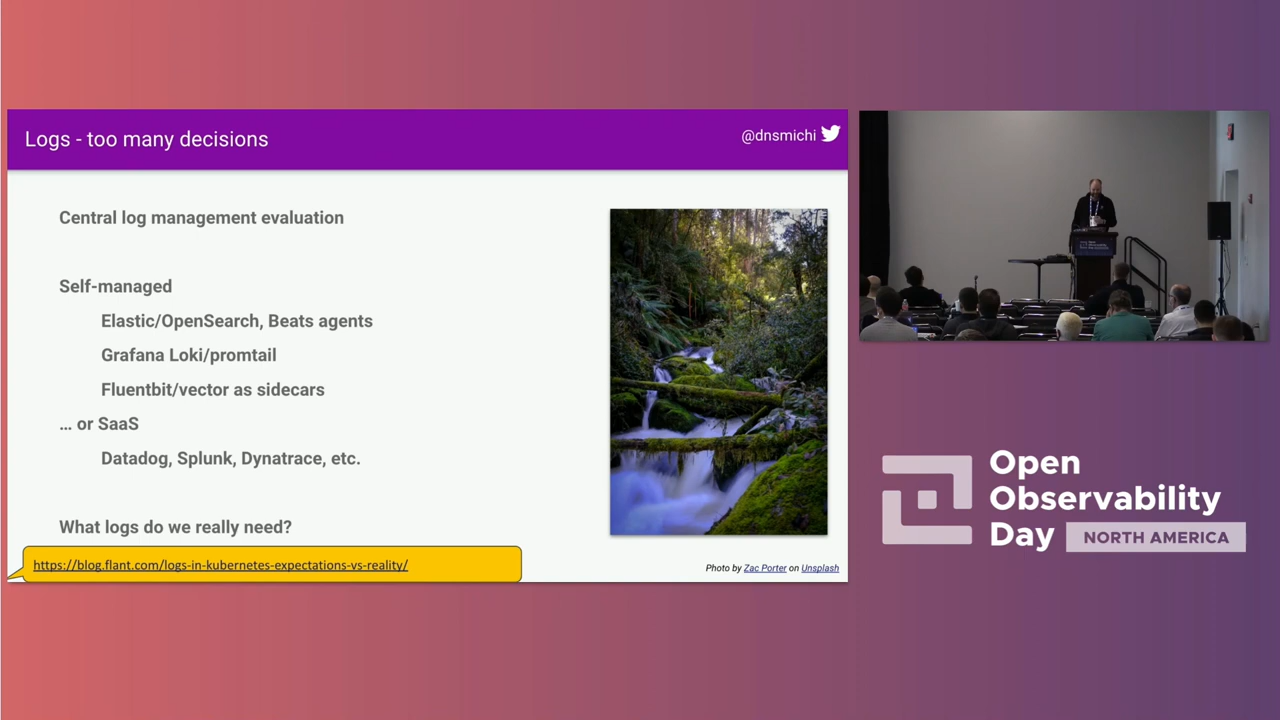 Logs - too many decisions
@dnsmichi
Central log management evaluation
Self-managed
Elastic/OpenSearch, Beats agents
Grafana Loki/promtail
Fluentbit/vector as sidecars
… or SaaS
Datadog, Splunk, Dynatrace, etc.
What logs do we really need?
https://blog.flant.com/logs-in-kubernetes-expectations-vs-reality/
Photo by Zac Porter on Unsplash
Open
Observability
Day NORTH AMERICA